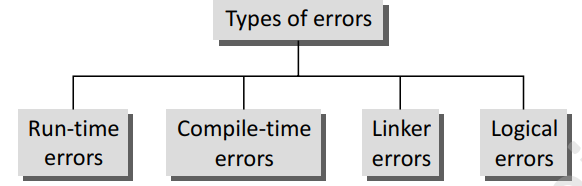 Types of errors
Run-time
errors
Compile-time
errors
Linker
errors
Logical
errors